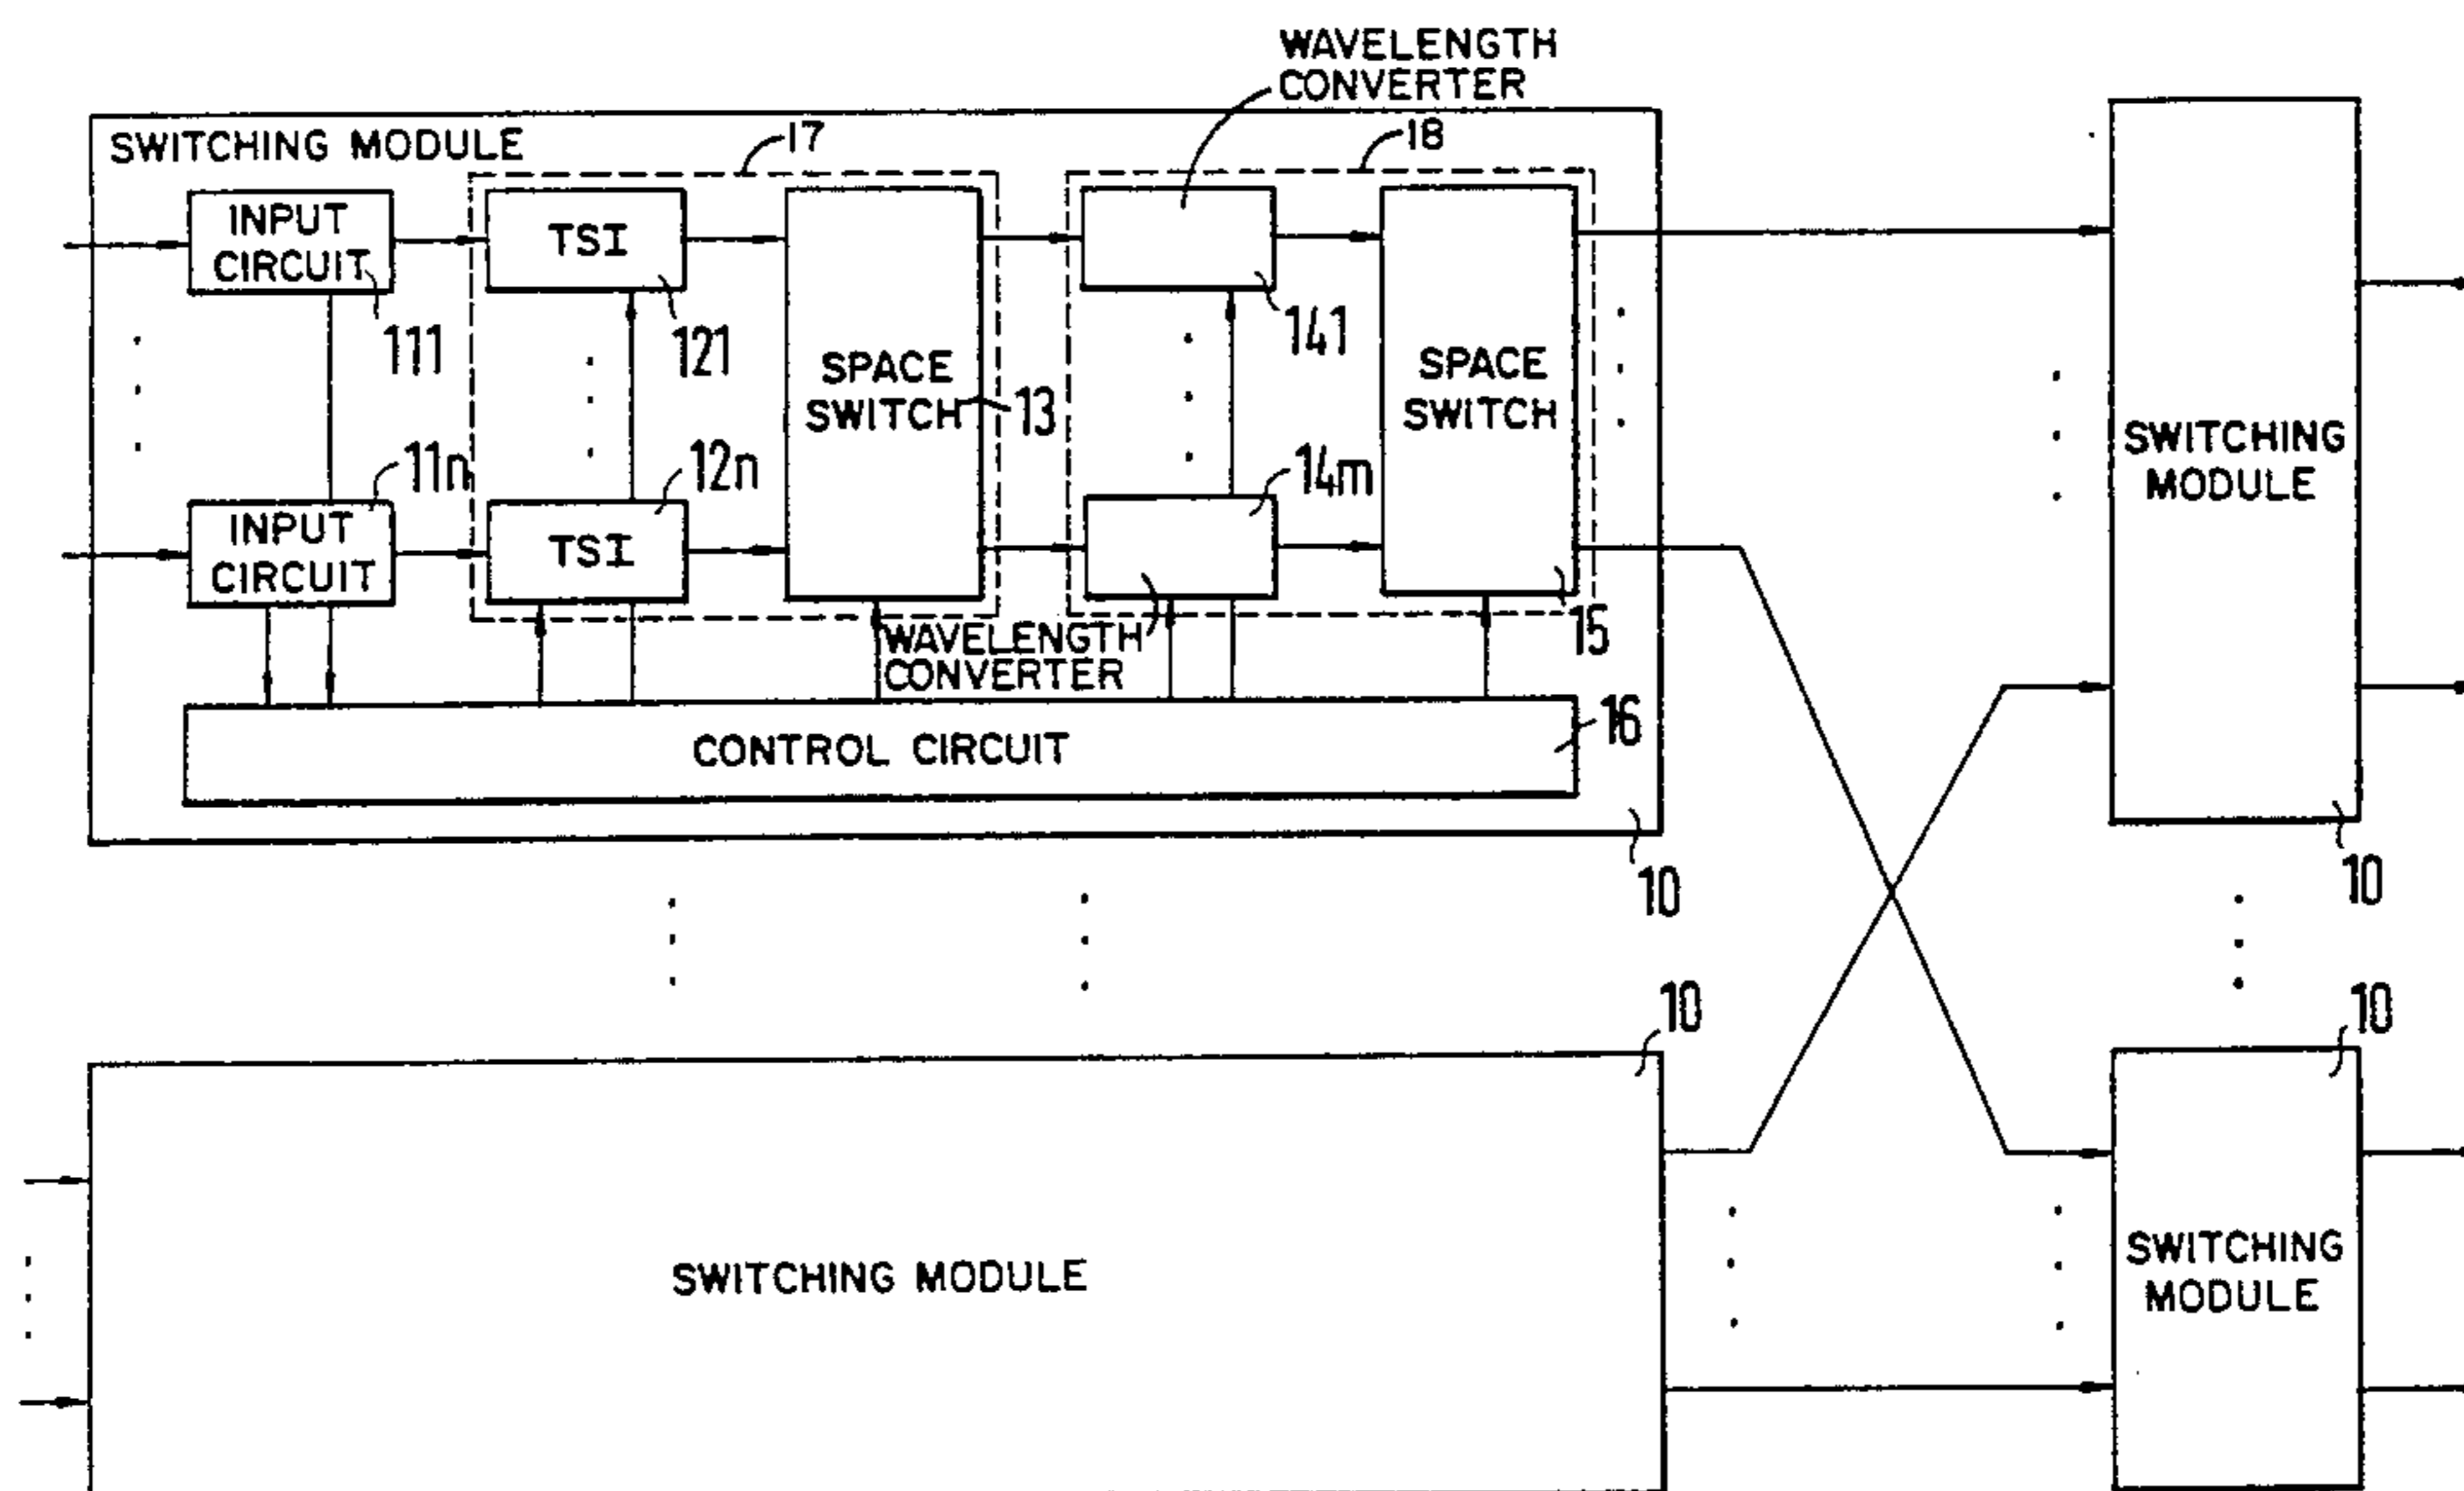 WAVELENGTH
CONVERTER
SWITCHING MODULE
17
18
INPUT
CIRCUIT
111
TSI
121
SPACE
SWITCH
13
141
SPACE
SWITCH
15
SWITCHING
MODULE
10
INPUT
CIRCUIT
11n
TSI
12n
14m
WAVELENGTH
CONVERTER
CONTROL CIRCUIT
16
10
10
SWITCHING MODULE
10
SWITCHING
MODULE